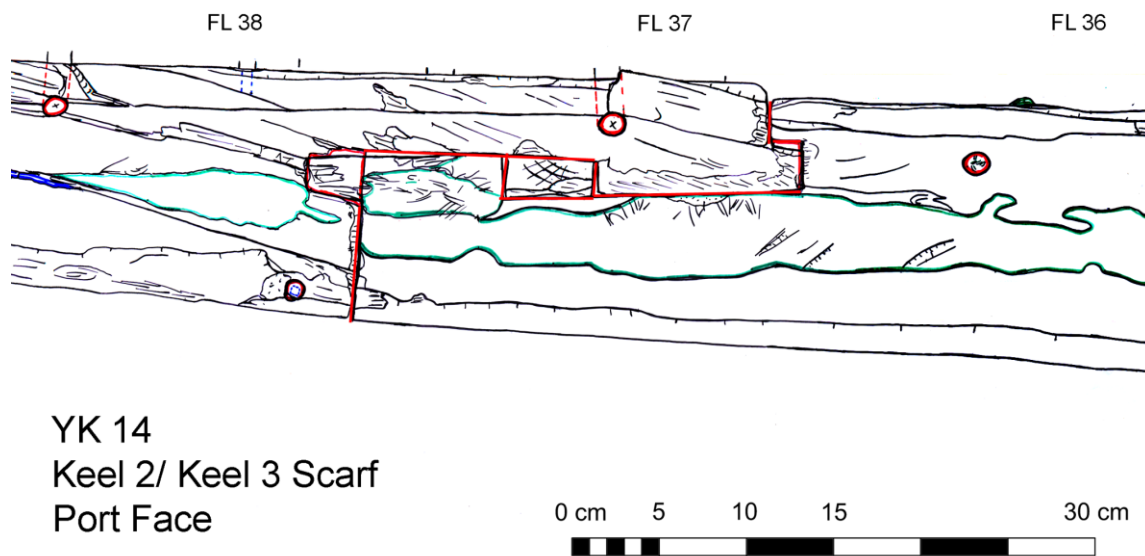 FL 38 FL 37 FL 36
YK 14
Keel 2/ Keel 3 Scarf
Port Face
0 cm 5 10 15 30 cm